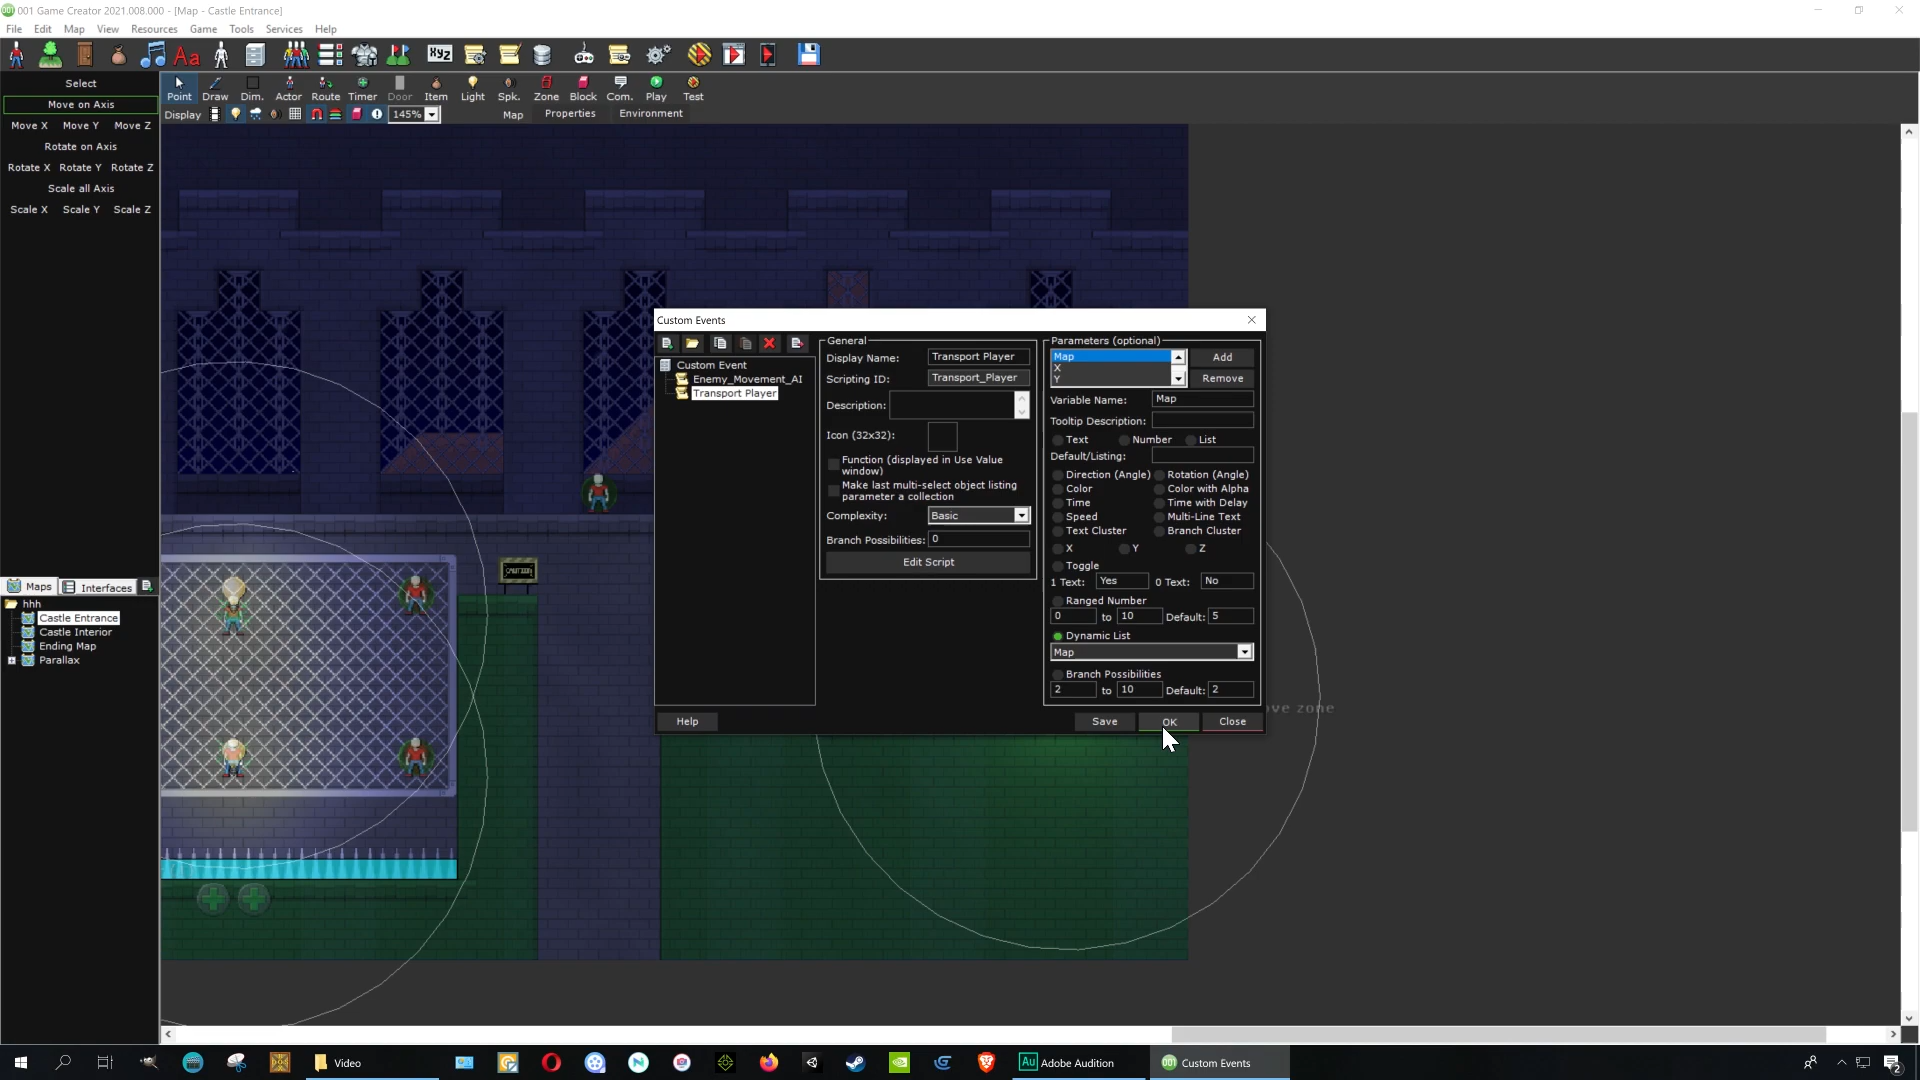 001 Game Creator 2021.008.000 - [Map - Castle Entrance]
File Edit Map View Resources Game Tools Services Help
Aa XYZ
Select
Move on Axis
Move X Move Y Move Z
Rotate on Axis
Rotate X Rotate Y Rotate Z
Scale all Axis
Scale X Scale Y Scale Z
Point Draw Dim. Actor Route Timer Door Item Light Spk. Zone Block Com. Play Test
Display 145% Map Properties Environment
Maps Interfaces
hhh
Castle Entrance
Castle Interior
Ending Map
Parallax
CAUTION
ove zone
Custom Events
Custom Event
Enemy_Movement_AI
Transport Player
General
Display Name: Transport Player
Scripting ID: Transport_Player
Description:
Icon (32x32):
Function (displayed in Use Value
window)
Make last multi-select object listing
parameter a collection
Complexity: Basic
Branch Possibilities: 0
Edit Script
Parameters (optional)
Map
X
Y
Add
Remove
Variable Name: Map
Tooltip Description:
Text Number List
Default/Listing:
Direction (Angle) Rotation (Angle)
Color Color with Alpha
Time Time with Delay
Speed Multi-Line Text
Text Cluster Branch Cluster
X Y Z
Toggle
1 Text: Yes 0 Text: No
Ranged Number
0 to 10 Default: 5
Dynamic List
Map
Branch Possibilities
2 to 10 Default: 2
Help Save OK Close
Video
Au Adobe Audition
001 Custom Events
2